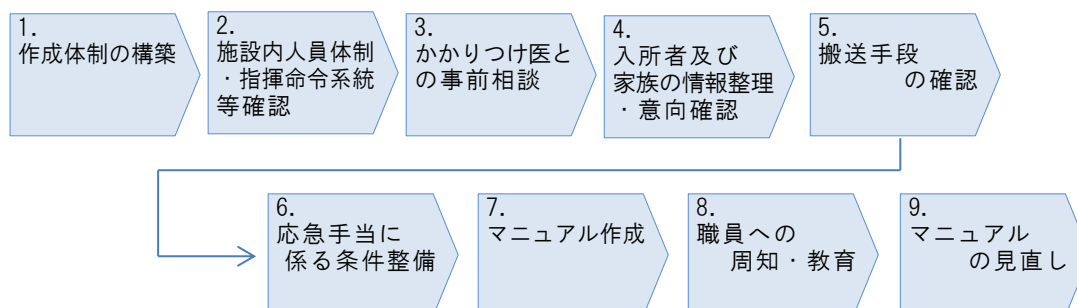 1.
作成体制の構築
2.
施設内人員体制
・指揮命令系統
等確認
3.
かかりつけ医と
の事前相談
4.
入所者及び
家族の情報整理
・意向確認
5.
搬送手段
の確認
6.
応急手当に
係る条件整備
7.
マニュアル作成
8.
職員への
周知・教育
9.
マニュアル
の見直し